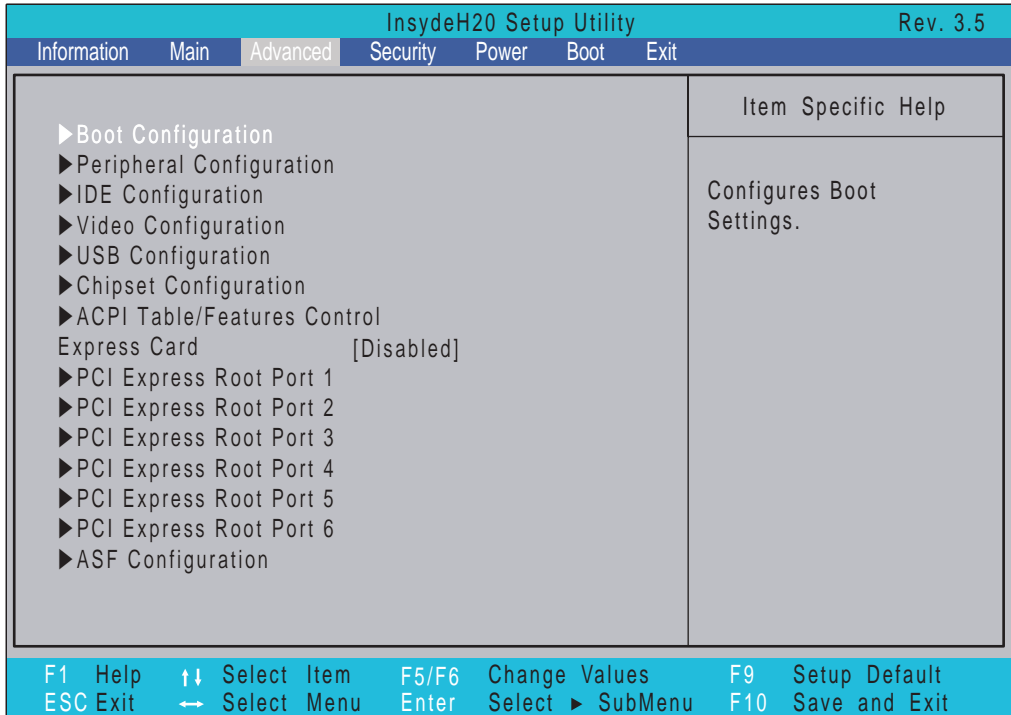 InsydeH20 Setup Utility Rev. 3.5
Information Main Advanced Security Power Boot Exit
Item Specific Help
▶Boot Configuration
▶Peripheral Configuration
▶IDE Configuration
▶Video Configuration
▶USB Configuration
▶Chipset Configuration
▶ACPI Table/Features Control
Express Card [Disabled]
▶PCI Express Root Port 1
▶PCI Express Root Port 2
▶PCI Express Root Port 3
▶PCI Express Root Port 4
▶PCI Express Root Port 5
▶PCI Express Root Port 6
▶ASF Configuration
Configures Boot
Settings.
F1 Help ↑↓ Select Item F5/F6 Change Values F9 Setup Default
ESC Exit ↔ Select Menu Enter Select ▶ SubMenu F10 Save and Exit